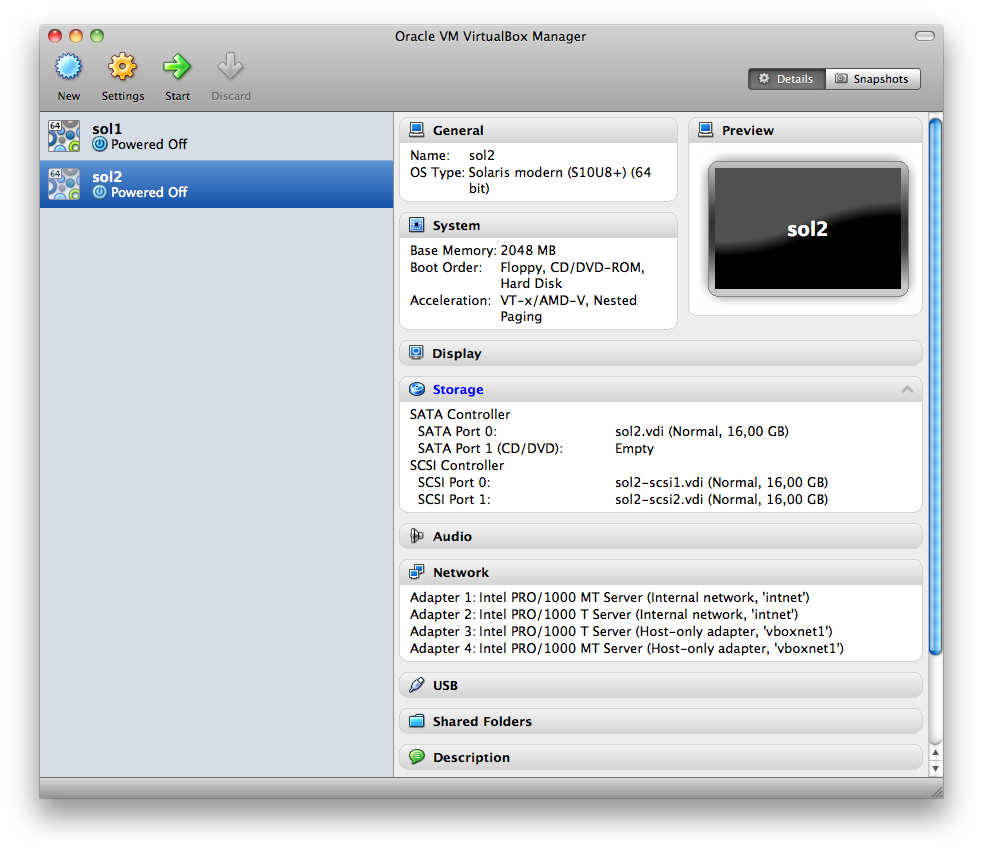 Oracle VM VirtualBox Manager
New
Settings
Start
Discard
Details
Snapshots
64
sol1
Powered Off
64
sol2
Powered Off
General
Name: sol2
OS Type: Solaris modern (S10U8+) (64
bit)
System
Base Memory: 2048 MB
Boot Order: Floppy, CD/DVD-ROM,
Hard Disk
Acceleration: VT-x/AMD-V, Nested
Paging
Preview
sol2
Display
Storage
SATA Controller
SATA Port 0: sol2.vdi (Normal, 16,00 GB)
SATA Port 1 (CD/DVD): Empty
SCSI Controller
SCSI Port 0: sol2-scsi1.vdi (Normal, 16,00 GB)
SCSI Port 1: sol2-scsi2.vdi (Normal, 16,00 GB)
Audio
Network
Adapter 1: Intel PRO/1000 MT Server (Internal network, 'intnet')
Adapter 2: Intel PRO/1000 T Server (Internal network, 'intnet')
Adapter 3: Intel PRO/1000 T Server (Host-only adapter, 'vboxnet1')
Adapter 4: Intel PRO/1000 MT Server (Host-only adapter, 'vboxnet1')
USB
Shared Folders
Description